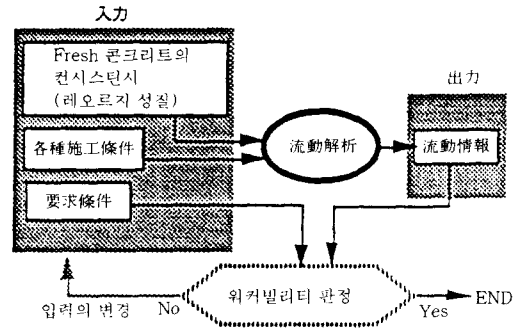 入力
Fresh 콘크리트의
컨시스턴시
(레오르지 성질)
各種施工條件
要求條件
流動解析
出力
流動情報
워커빌리티 판정
입력의 변경
No
Yes
END